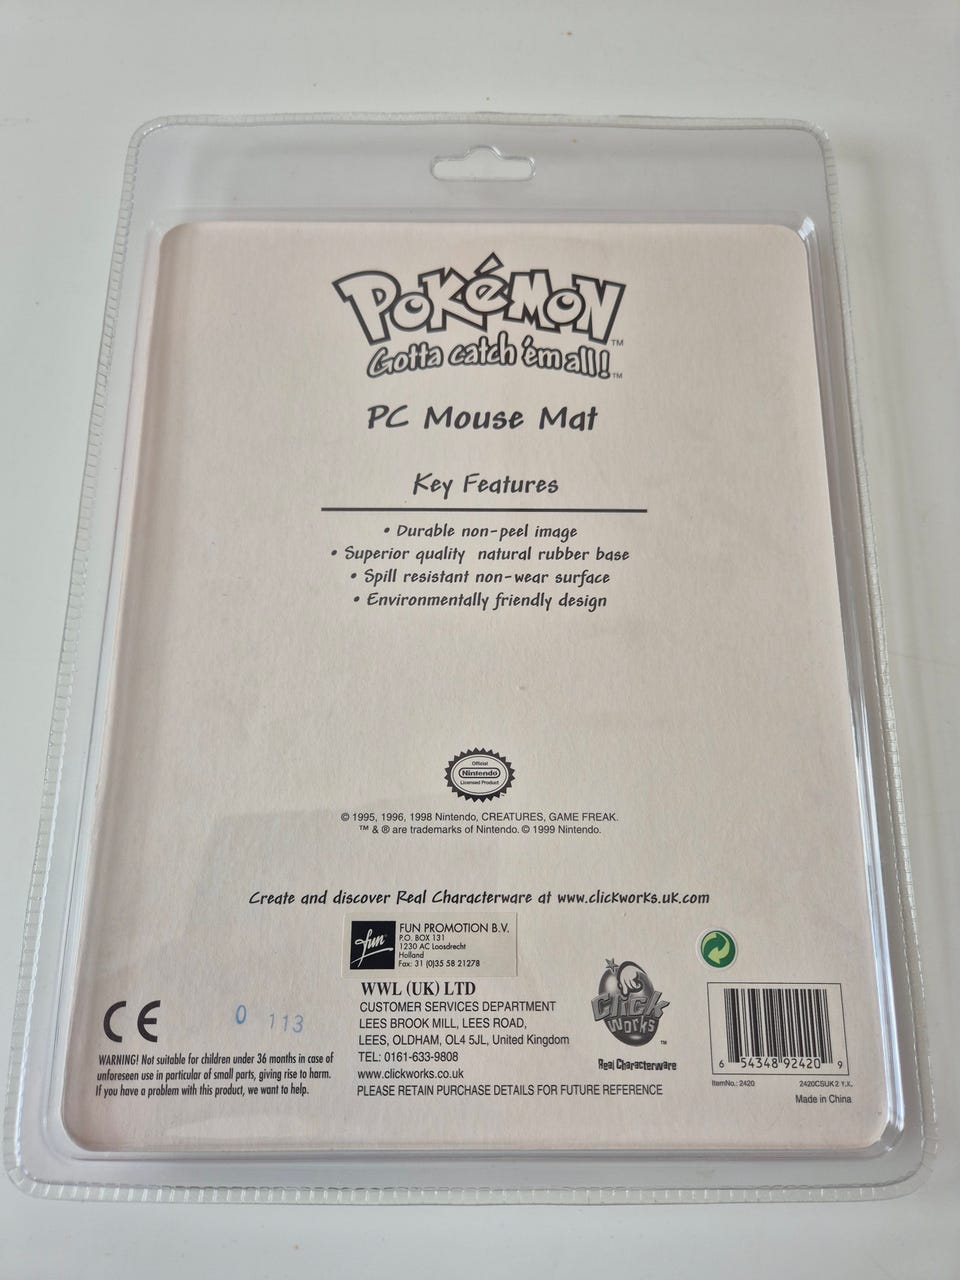 POKéMON™
Gotta catch 'em all!™
PC Mouse Mat
Key Features
• Durable non-peel image
• Superior quality natural rubber base
• Spill resistant non-wear surface
• Environmentally friendly design
Official
Nintendo
Licensed Product
© 1995, 1996, 1998 Nintendo, CREATURES, GAME FREAK.
™ & ® are trademarks of Nintendo. © 1999 Nintendo.
Create and discover Real Characterware at www.clickworks.uk.com
fun
FUN PROMOTION B.V.
P.O. BOX 131
1230 AC Loosdrecht
Holland
Fax: 31 (0)35 58 21278
WWL (UK) LTD
CUSTOMER SERVICES DEPARTMENT
LEES BROOK MILL, LEES ROAD,
LEES, OLDHAM, OL4 5JL, United Kingdom
TEL: 0161-633-9808
www.clickworks.co.uk
PLEASE RETAIN PURCHASE DETAILS FOR FUTURE REFERENCE
CE
0 113
WARNING! Not suitable for children under 36 months in case of
unforeseen use in particular of small parts, giving rise to harm.
If you have a problem with this product, we want to help.
Click
Works™
Real Characterware
6 54348 92420 9
ItemNo.: 2420
2420CSUK2 Y.X.
Made in China